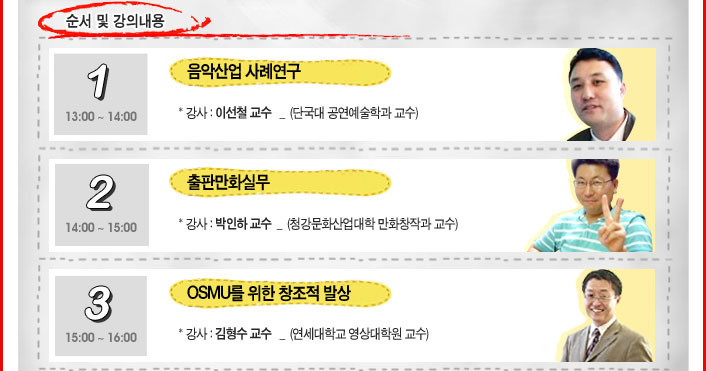 순서 및 강의내용
1
13:00 ~ 14:00
음악산업 사례연구
* 강사 : 이선철 교수 _ (단국대 공연예술학과 교수)
2
14:00 ~ 15:00
출판만화실무
* 강사 : 박인하 교수 _ (청강문화산업대학 만화창작과 교수)
3
15:00 ~ 16:00
OSMU를 위한 창조적 발상
* 강사 : 김형수 교수 _ (연세대학교 영상대학원 교수)